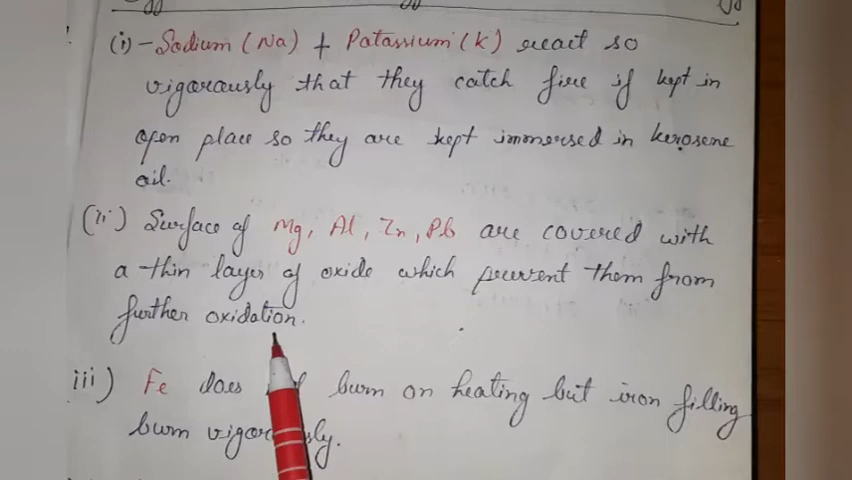 (i) - Sodium (Na) + Patassium (K) react so
vigorously that they catch fire if kept in
open place so they are kept immersed in kerosene
oil.
(ii) Surface of Mg, Al, Zn, Pb are covered with
a thin layer of oxide which prevent them from
further oxidation.
iii) Fe does burn on heating but iron filling
burn